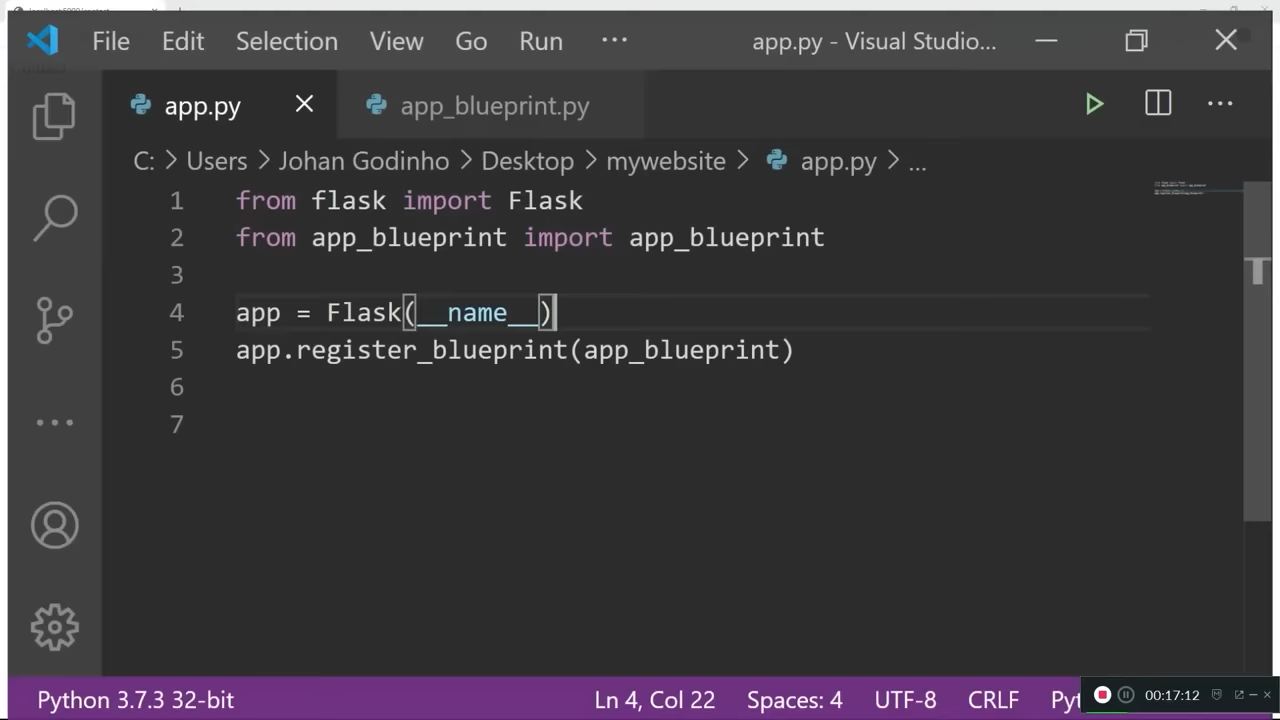 File Edit Selection View Go Run ··· app.py - Visual Studio...
app.py app_blueprint.py
C: > Users > Johan Godinho > Desktop > mywebsite > app.py > ...
1 from flask import Flask
2 from app_blueprint import app_blueprint
3
4 app = Flask(__name__)
5 app.register_blueprint(app_blueprint)
6
7
Python 3.7.3 32-bit Ln 4, Col 22 Spaces: 4 UTF-8 CRLF 00:17:12